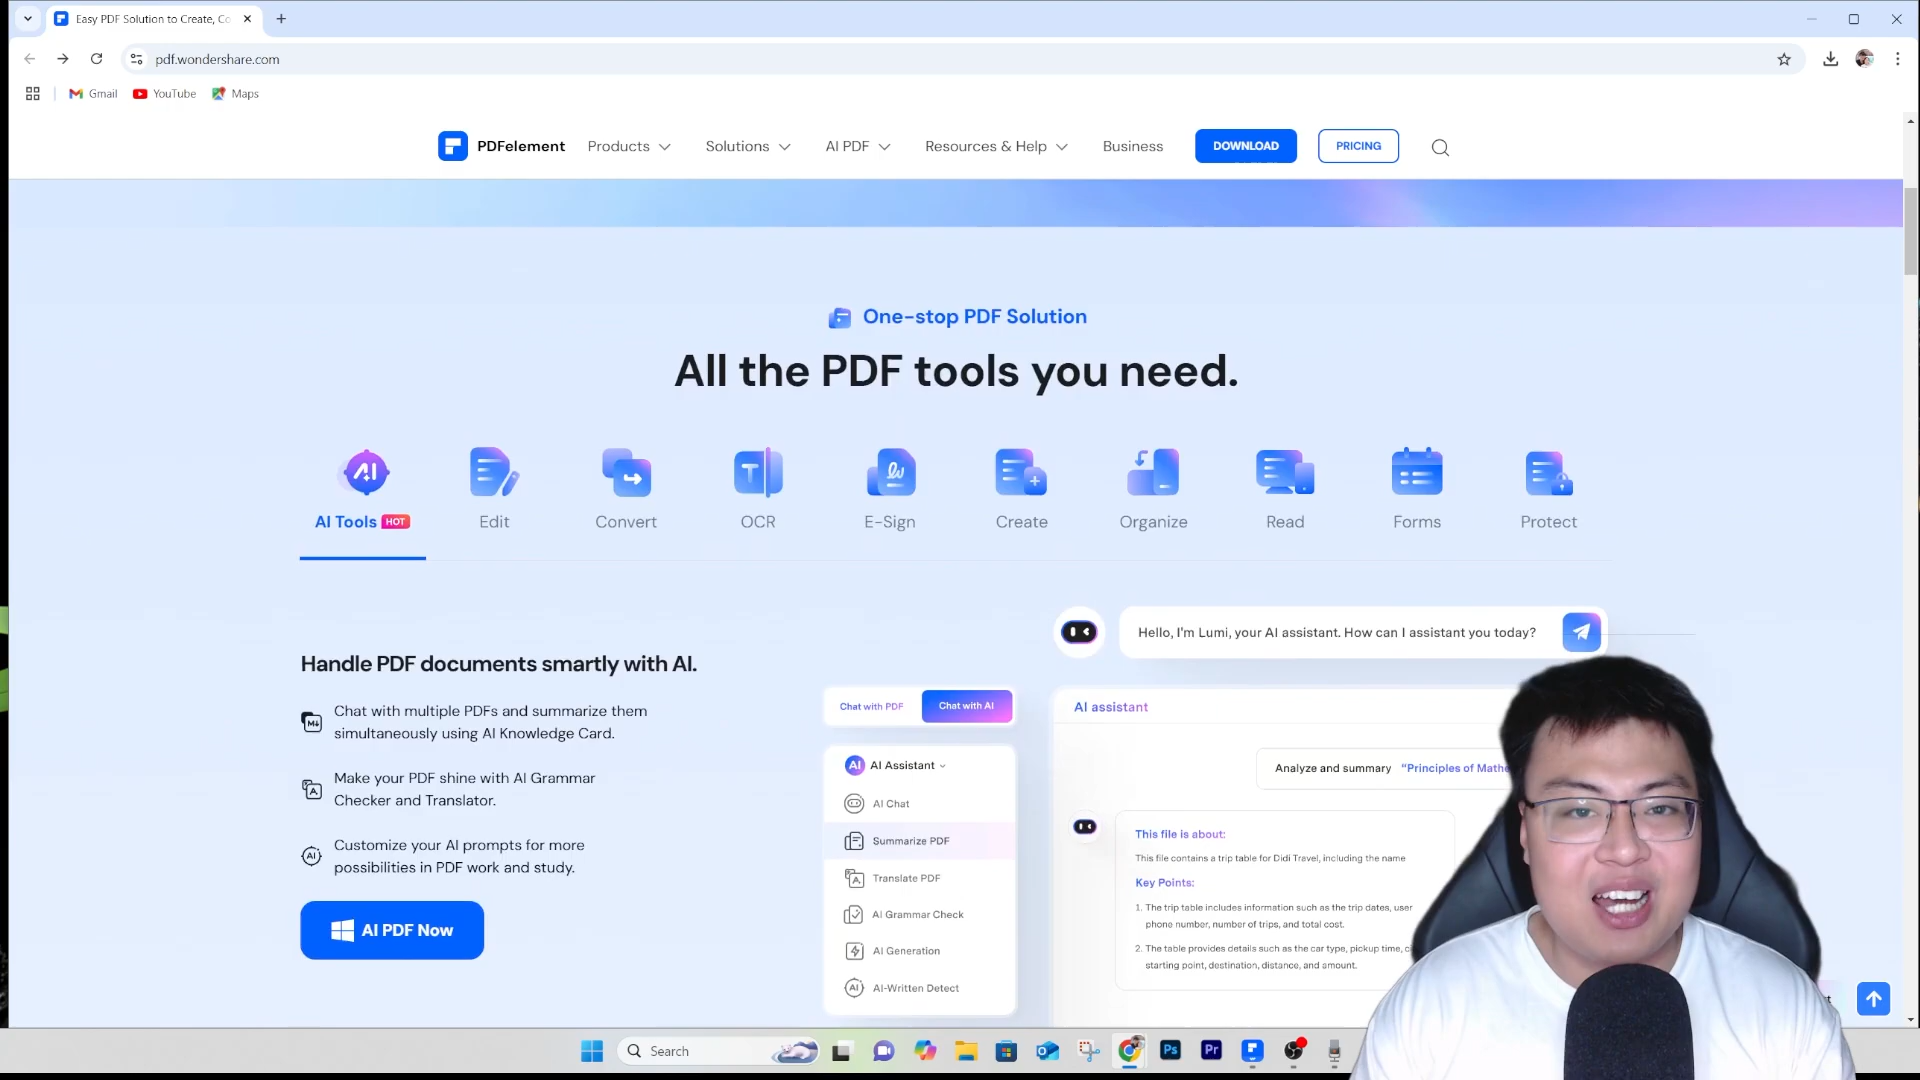 Easy PDF Solution to Create, Co
pdf.wondershare.com
Gmail
YouTube
Maps
PDFelement
Products
Solutions
AI PDF
Resources & Help
Business
DOWNLOAD
PRICING
One-stop PDF Solution
All the PDF tools you need.
AI
AI Tools HOT
Edit
Convert
T
OCR
E-Sign
Create
Organize
Read
Forms
Protect
Hello, I'm Lumi, your AI assistant. How can I assistant you today?
Handle PDF documents smartly with AI.
Chat with multiple PDFs and summarize them
simultaneously using AI Knowledge Card.
Make your PDF shine with AI Grammar
Checker and Translator.
Customize your AI prompts for more
possibilities in PDF work and study.
AI PDF Now
Chat with PDF
Chat with AI
AI AI Assistant
AI Chat
Summarize PDF
Translate PDF
AI Grammar Check
AI Generation
AI-Written Detect
AI assistant
Analyze and summary "Principles of Mathe
This file is about:
This file contains a trip table for Didi Travel, including the name
Key Points:
1. The trip table includes information such as the trip dates, user
phone number, number of trips, and total cost.
2. The table provides details such as the car type, pickup time, ci
starting point, destination, distance, and amount.
Search
Ps
Pr